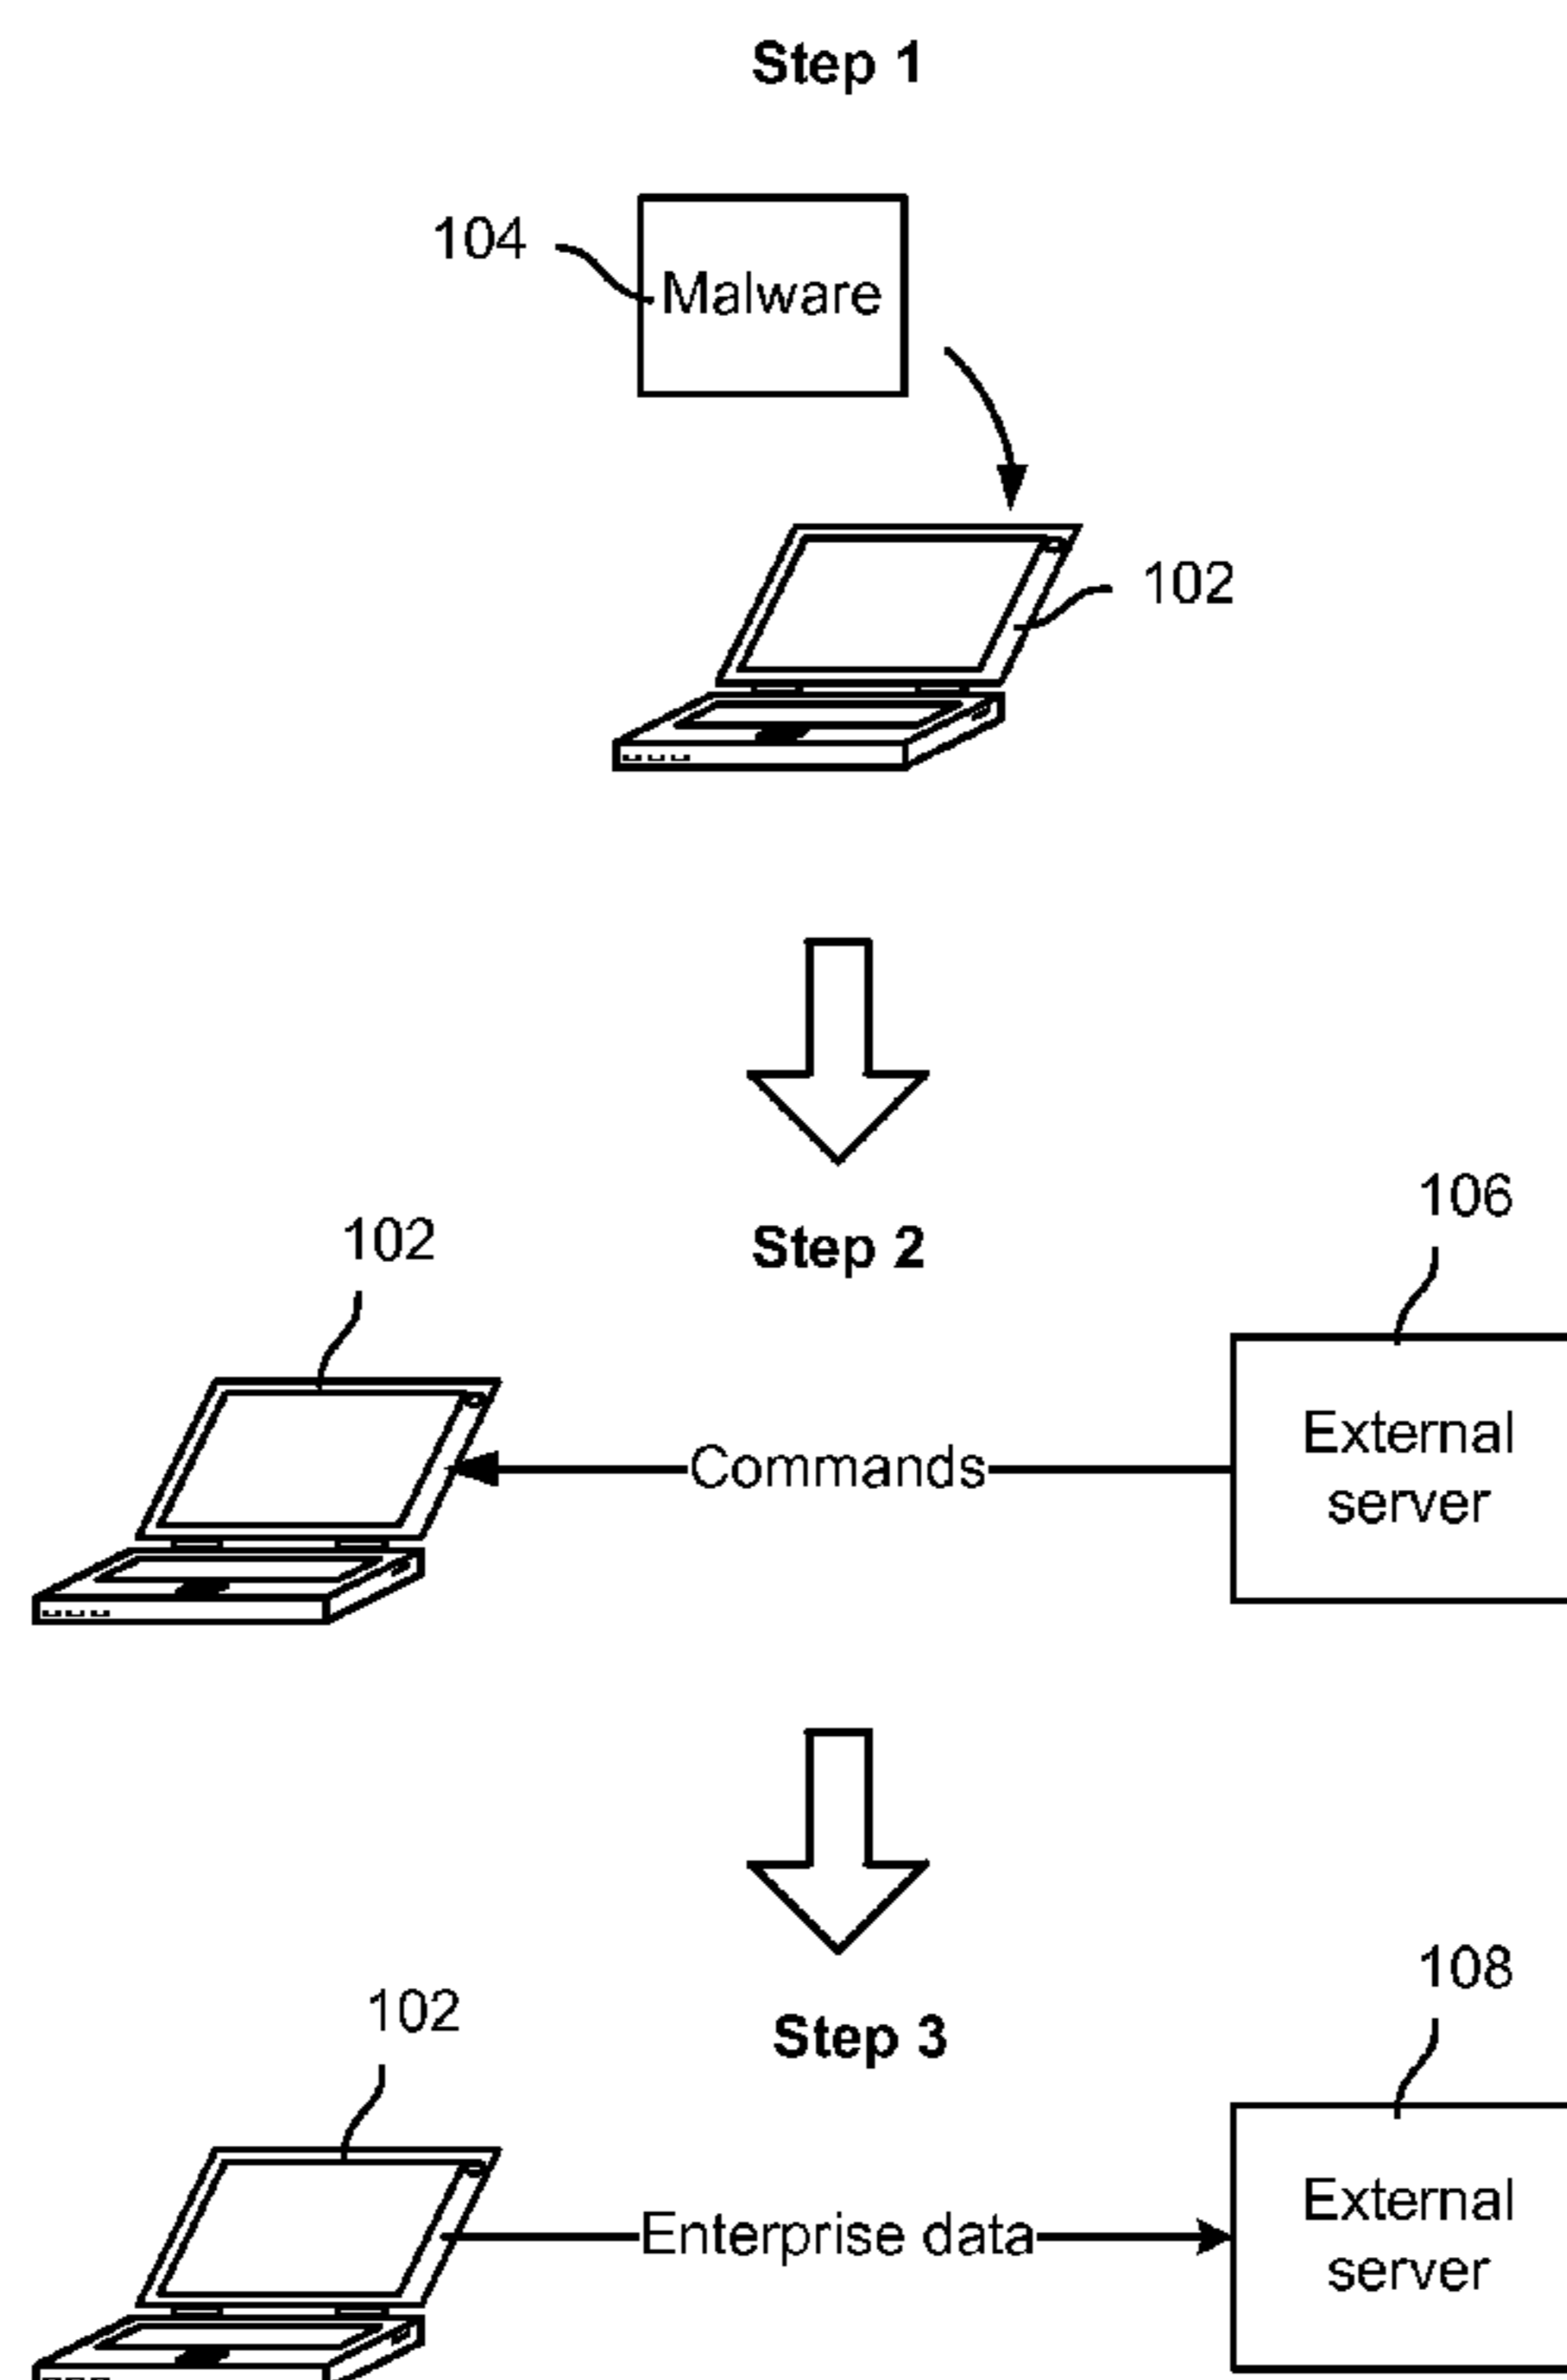 Step 1
104
Malware
102
106
102
Step 2
External
server
Commands
108
102
Step 3
External
server
Enterprise data